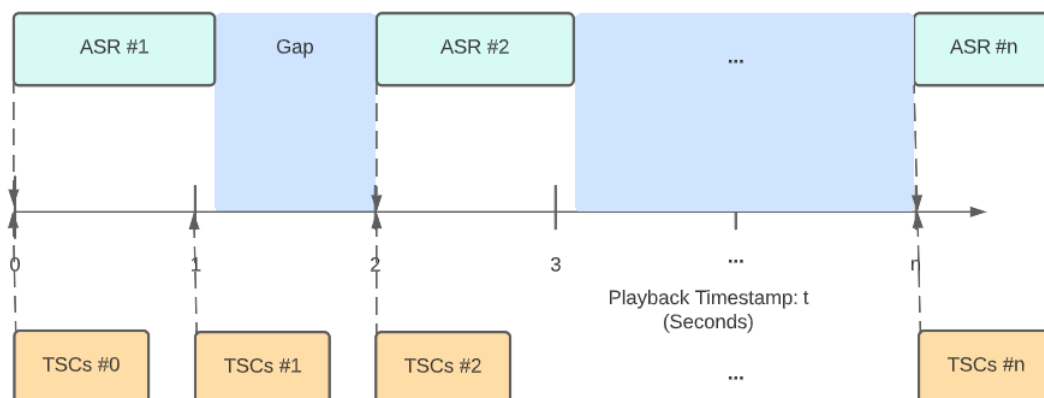 ASR #1
Gap
ASR #2
...
ASR #n
0
1
2
3
...
n
Playback Timestamp: t
(Seconds)
TSCs #0
TSCs #1
TSCs #2
...
TSCs #n